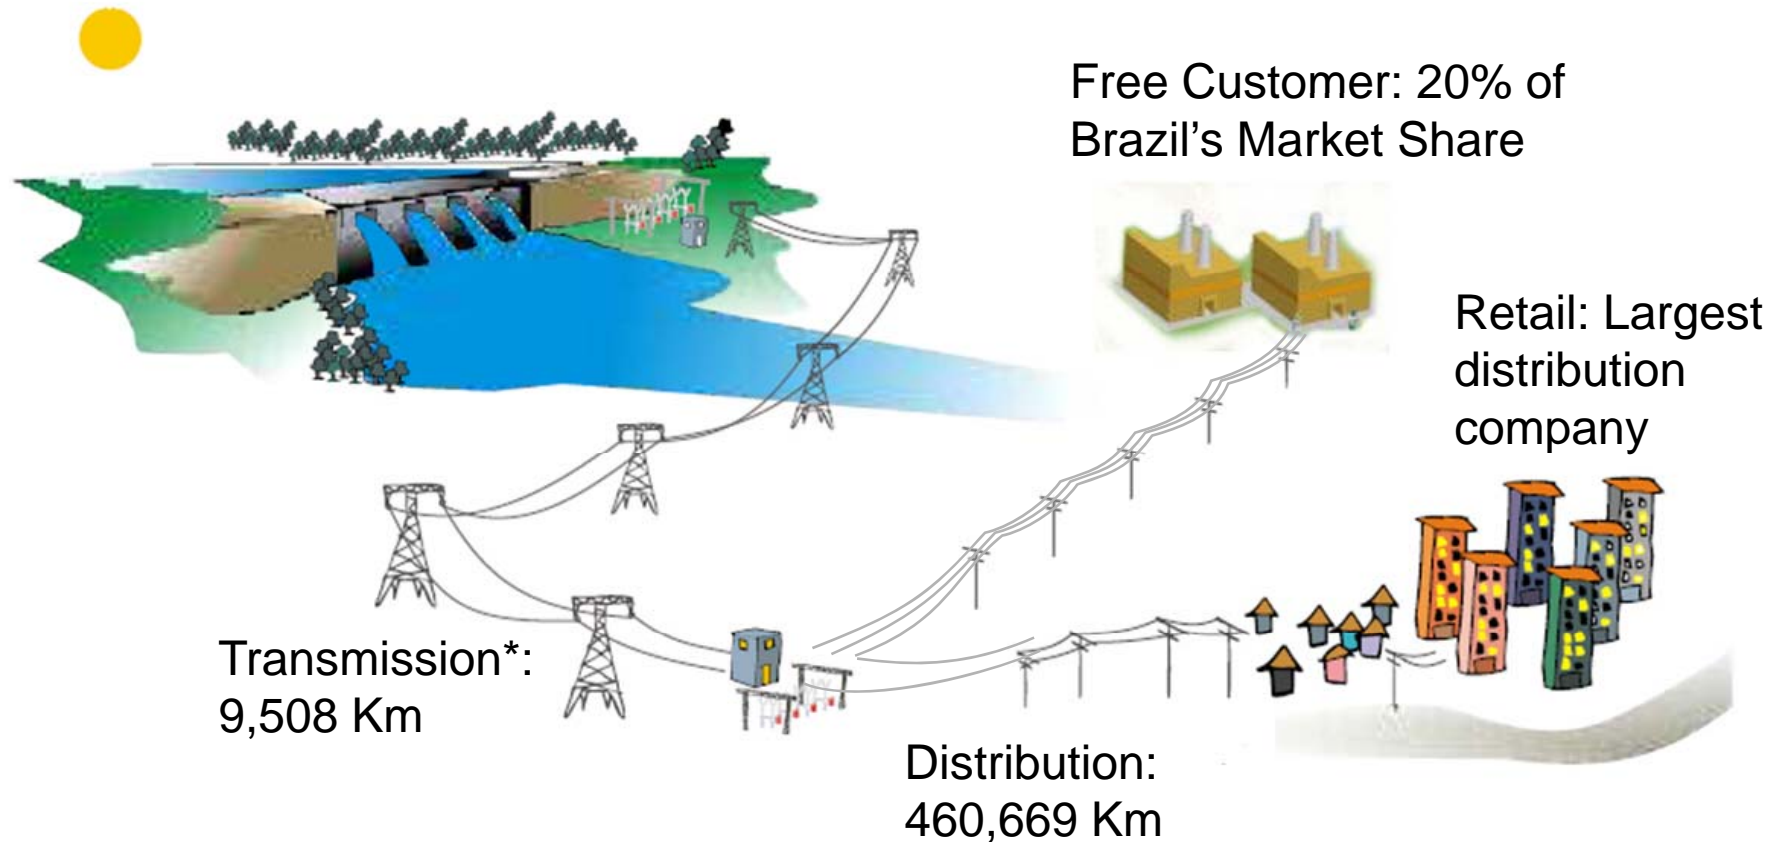 Free Customer: 20% of
Brazil’s Market Share
Retail: Largest
distribution
company
Transmission*:
9,508 Km
Distribution:
460,669 Km